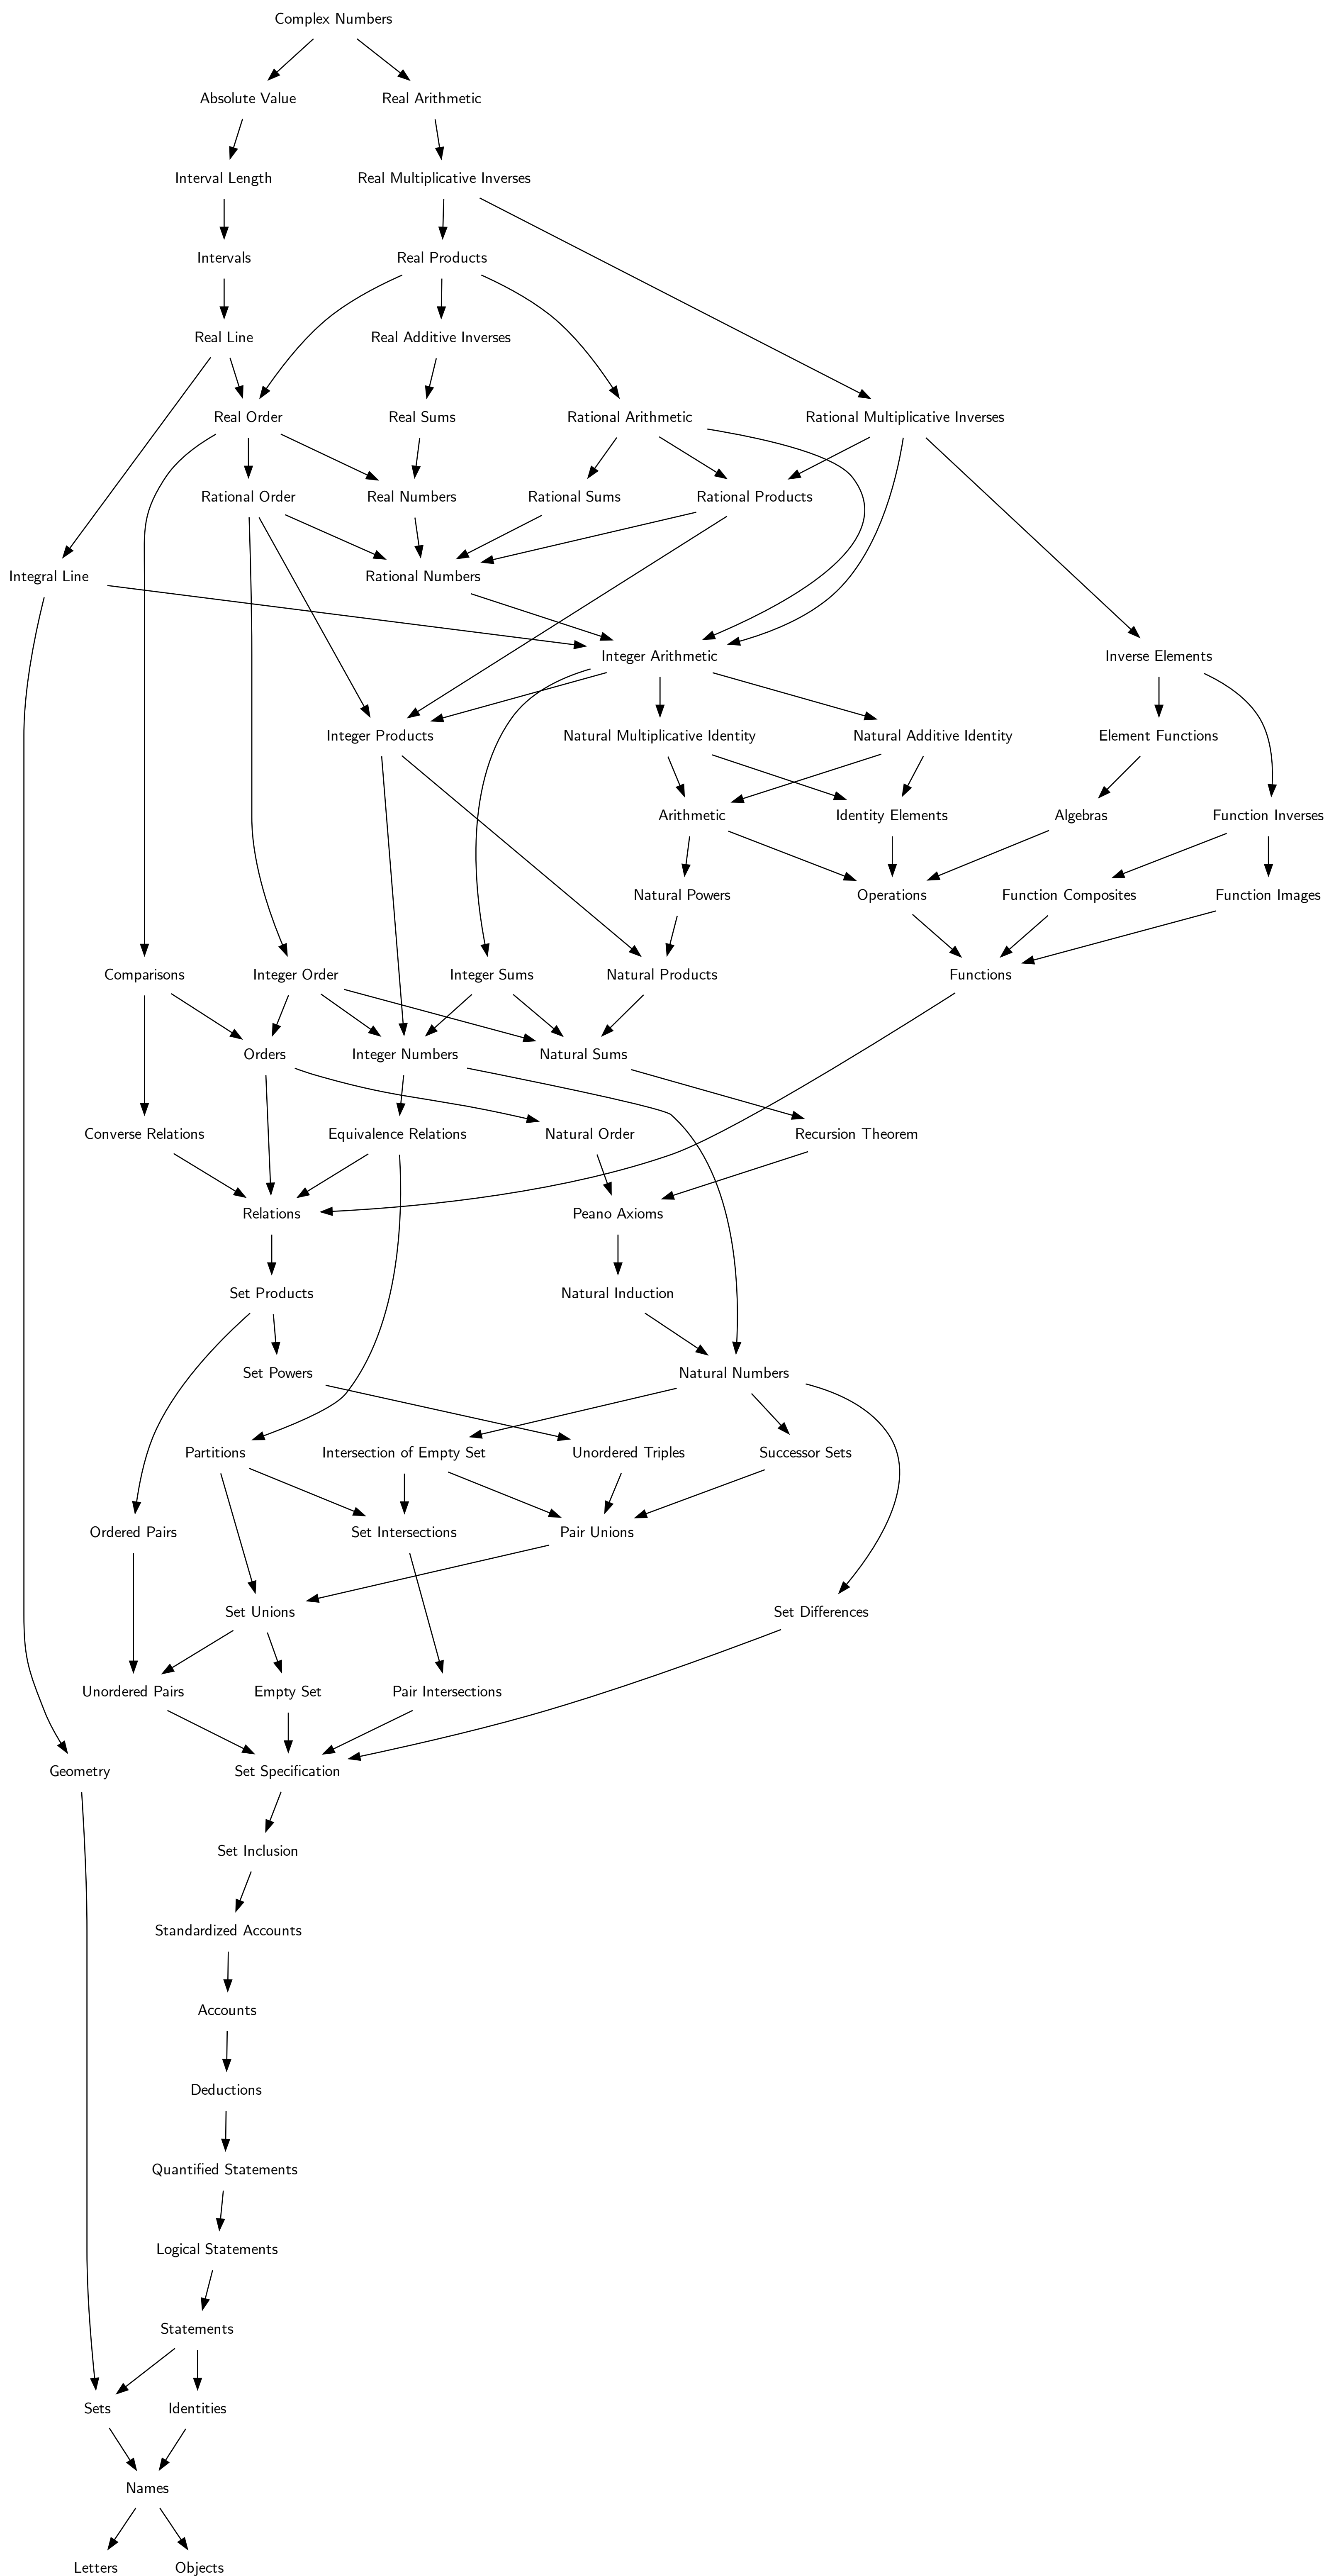 Complex Numbers
Absolute Value
Real Arithmetic
Interval Length
Real Multiplicative Inverses
Intervals
Real Products
Real Line
Real Additive Inverses
Real Order
Real Sums
Rational Arithmetic
Rational Multiplicative Inverses
Rational Order
Real Numbers
Rational Sums
Rational Products
Integral Line
Rational Numbers
Integer Arithmetic
Inverse Elements
Integer Products
Natural Multiplicative Identity
Natural Additive Identity
Element Functions
Arithmetic
Identity Elements
Algebras
Function Inverses
Natural Powers
Operations
Function Composites
Function Images
Comparisons
Integer Order
Integer Sums
Natural Products
Functions
Orders
Integer Numbers
Natural Sums
Converse Relations
Equivalence Relations
Natural Order
Recursion Theorem
Relations
Peano Axioms
Set Products
Natural Induction
Set Powers
Natural Numbers
Partitions
Intersection of Empty Set
Unordered Triples
Successor Sets
Ordered Pairs
Set Intersections
Pair Unions
Set Unions
Set Differences
Unordered Pairs
Empty Set
Pair Intersections
Geometry
Set Specification
Set Inclusion
Standardized Accounts
Accounts
Deductions
Quantified Statements
Logical Statements
Statements
Sets
Identities
Names
Letters
Objects